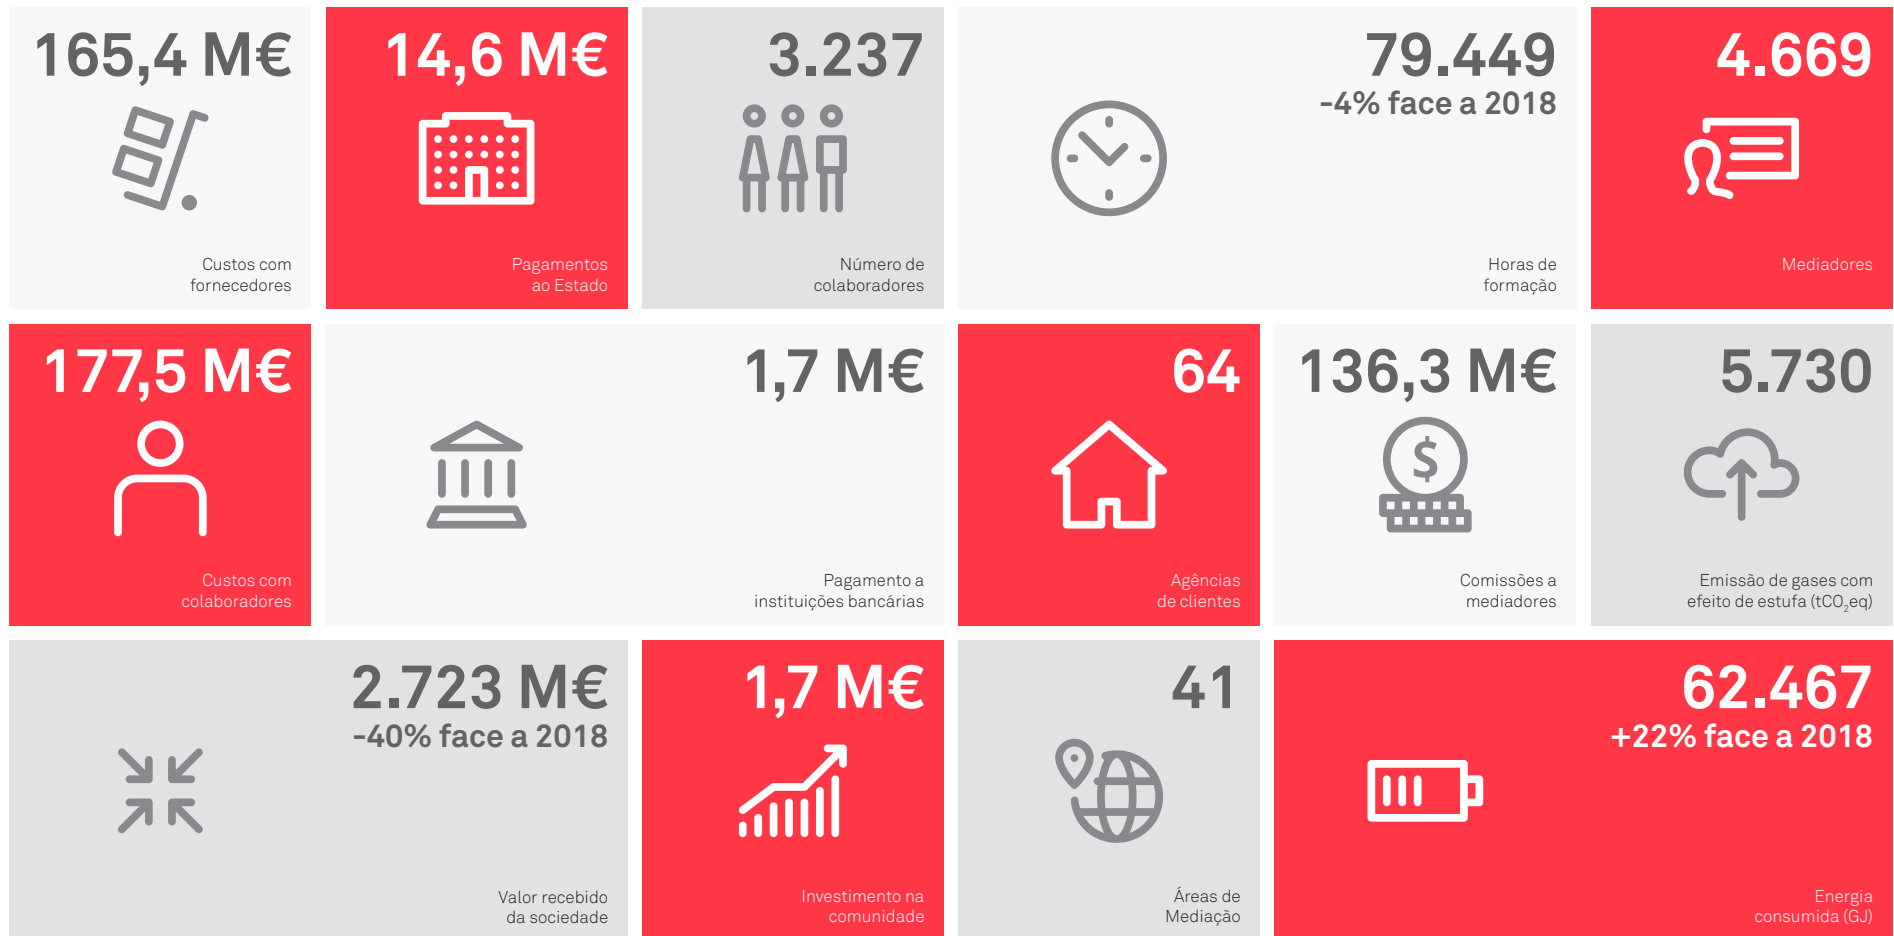 165,4 M€
Custos com
fornecedores
14,6 M€
Pagamentos
ao Estado
3.237
Número de
colaboradores
79.449
-4% face a 2018
Horas de
formação
4.669
Mediadores
177,5 M€
Custos com
colaboradores
1,7 M€
Pagamento a
instituições bancárias
64
Agências
de clientes
136,3 M€
$
Comissões a
mediadores
5.730
Emissão de gases com
efeito de estufa (tCO₂eq)
2.723 M€
-40% face a 2018
Valor recebido
da sociedade
1,7 M€
Investimento na
comunidade
41
Áreas de
Mediação
62.467
+22% face a 2018
Energia
consumida (GJ)